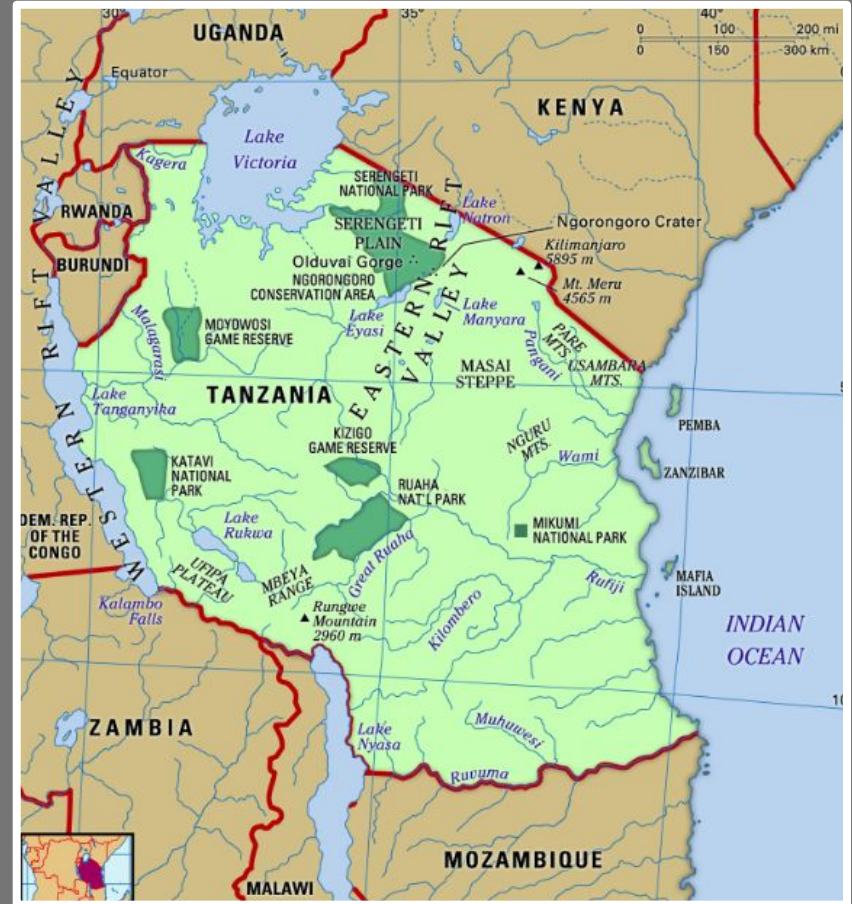 30°
35°
40°
UGANDA
0 100 200 mi
0 150 300 km
Equator
KENYA
Lake
Victoria
Kagera
SERENGETI
NATIONAL PARK
Lake
Natron
RWANDA
SERENGETI
PLAIN
Ngorongoro Crater
Kilimanjaro
5895 m
BURUNDI
Olduvai Gorge
NGORONGORO
CONSERVATION AREA
Mt. Meru
4565 m
Lake
Eyasi
Lake
Manyara
EASTERN RIFT
VALLEY
WESTERN RIFT VALLEY
Malagarasi
MOYOWOSI
GAME RESERVE
Pangani
PARE
MTS.
USAMBARA
MTS.
MASAI
STEPPE
TANZANIA
Lake
Tanganyika
5
PEMBA
KIZIGO
GAME RESERVE
NGURU
MTS.
Wami
ZANZIBAR
KATAVI
NATIONAL
PARK
RUAHA
NAT'L PARK
DEM. REP.
OF THE
CONGO
Lake
Rukwa
MIKUMI
NATIONAL PARK
UFIPA
PLATEAU
MBEYA
RANGE
Great Ruaha
Rufiji
MAFIA
ISLAND
Kalambo
Falls
Rungwe
Mountain
2960 m
Kilombero
INDIAN
OCEAN
10
ZAMBIA
Lake
Nyasa
Muhuwesi
Ruvuma
MOZAMBIQUE
MALAWI